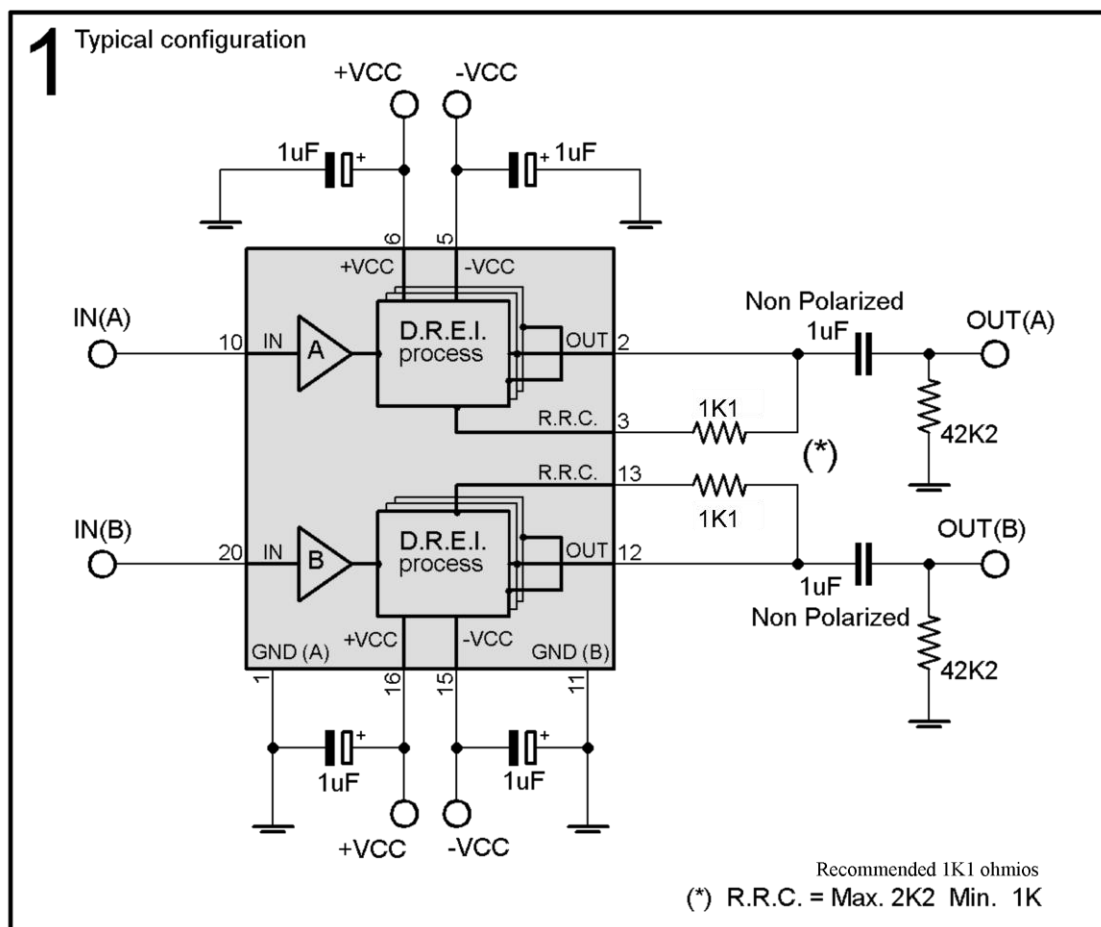 1 Typical configuration
+VCC -VCC
1uF + + 1uF
6 5
+VCC -VCC
IN(A)
10 IN A
D.R.E.I.
process
OUT 2
Non Polarized
1uF
OUT(A)
R.R.C. 3
1K1
42K2
(*)
R.R.C. 13
1K1
IN(B)
20 IN B
D.R.E.I.
process
OUT 12
OUT(B)
1uF
Non Polarized
42K2
+VCC -VCC
GND (A) GND (B)
1 16 15 11
+ +
1uF 1uF
+VCC -VCC
Recommended 1K1 ohmios
(*) R.R.C. = Max. 2K2 Min. 1K